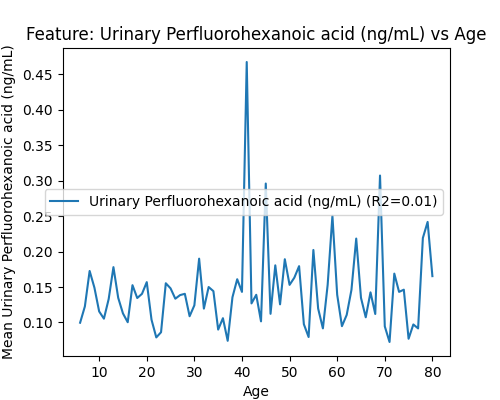 Feature: Urinary Perfluorohexanoic acid (ng/mL) vs Age
Mean Urinary Perfluorohexanoic acid (ng/mL)
0.45
0.40
0.35
0.30
0.25
0.20
0.15
0.10
Urinary Perfluorohexanoic acid (ng/mL) (R2=0.01)
10 20 30 40 50 60 70 80
Age